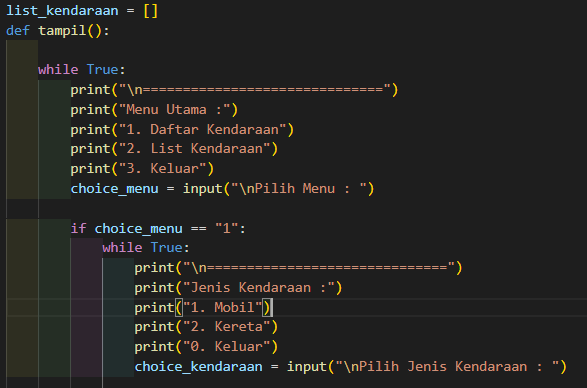 list_kendaraan = []
def tampil():
while True:
print("\n==============================")
print("Menu Utama :")
print("1. Daftar Kendaraan")
print("2. List Kendaraan")
print("3. Keluar")
choice_menu = input("\nPilih Menu : ")
if choice_menu == "1":
while True:
print("\n==============================")
print("Jenis Kendaraan :")
print("1. Mobil")
print("2. Kereta")
print("0. Keluar")
choice_kendaraan = input("\nPilih Jenis Kendaraan : ")